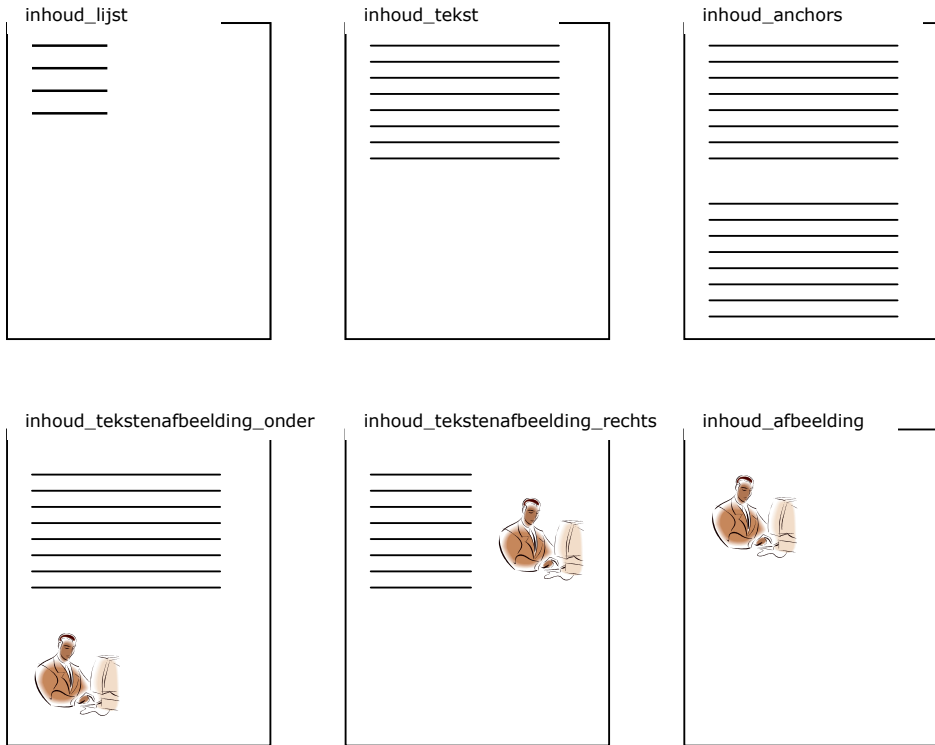 inhoud_lijst
inhoud_tekst
inhoud_anchors
inhoud_tekstenafbeelding_onder
inhoud_tekstenafbeelding_rechts
inhoud_afbeelding